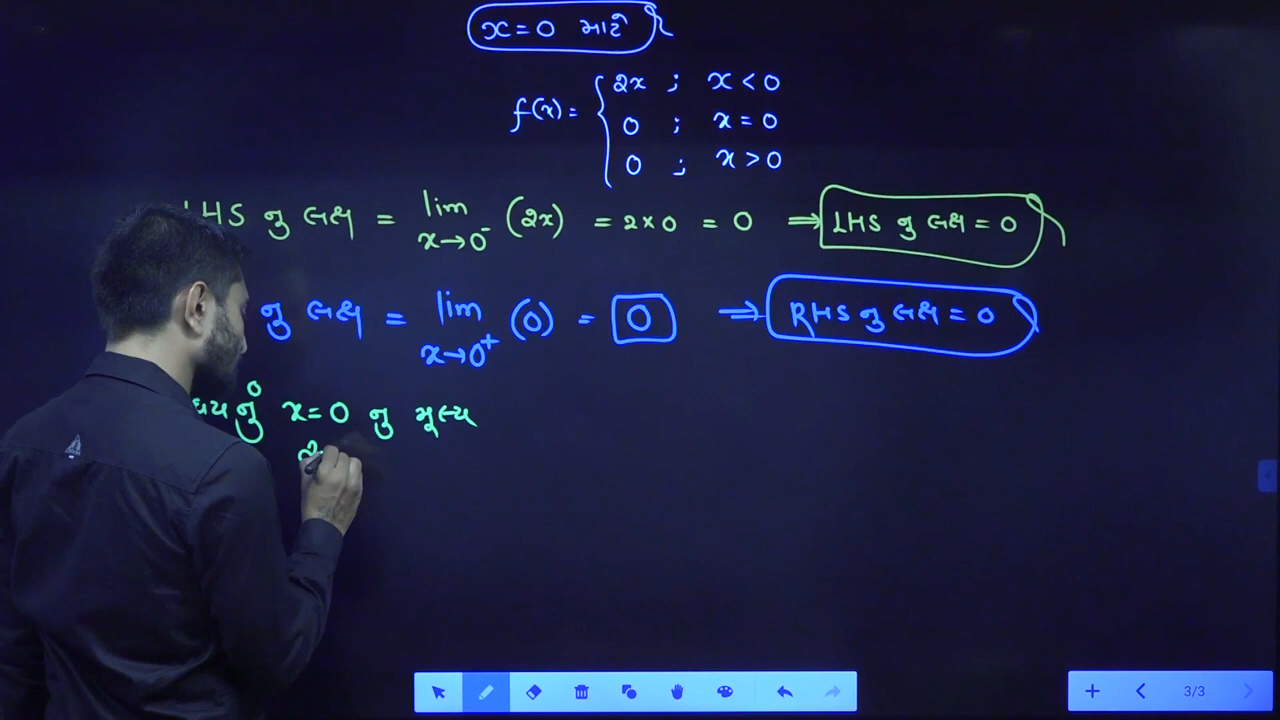 x = 0 માટે
f(x) = { 2x ; x < 0
0 ; x = 0
0 ; x > 0
LHS નુ લક્ષ = lim x→0⁻ (2x) = 2 × 0 = 0 ⇒ LHS નુ લક્ષ = 0
નુ લક્ષ = lim x→0⁺ (0) = 0 ⇒ RHS નુ લક્ષ = 0
નું x = 0 નુ મૂલ્ય
3/3